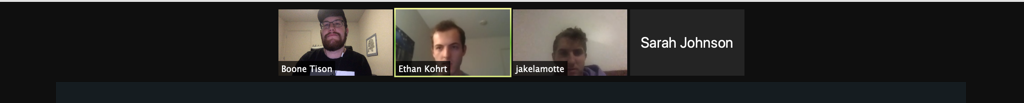 Boone Tison
Ethan Kohrt
jakelamotte
Sarah Johnson